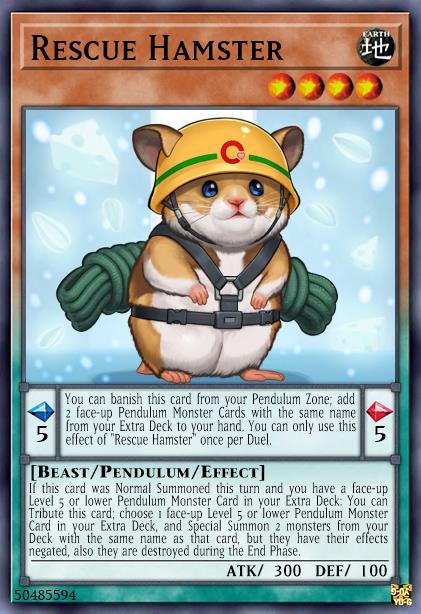 Rescue Hamster
EARTH
地
C
You can banish this card from your Pendulum Zone; add
2 face-up Pendulum Monster Cards with the same name
from your Extra Deck to your hand. You can only use this
effect of "Rescue Hamster" once per Duel.
5
5
[Beast/Pendulum/Effect]
If this card was Normal Summoned this turn and you have a face-up
Level 5 or lower Pendulum Monster Card in your Extra Deck: You can
Tribute this card; choose 1 face-up Level 5 or lower Pendulum Monster
Card in your Extra Deck, and Special Summon 2 monsters from your
Deck with the same name as that card, but they have their effects
negated, also they are destroyed during the End Phase.
ATK/ 300 DEF/ 100
50485594